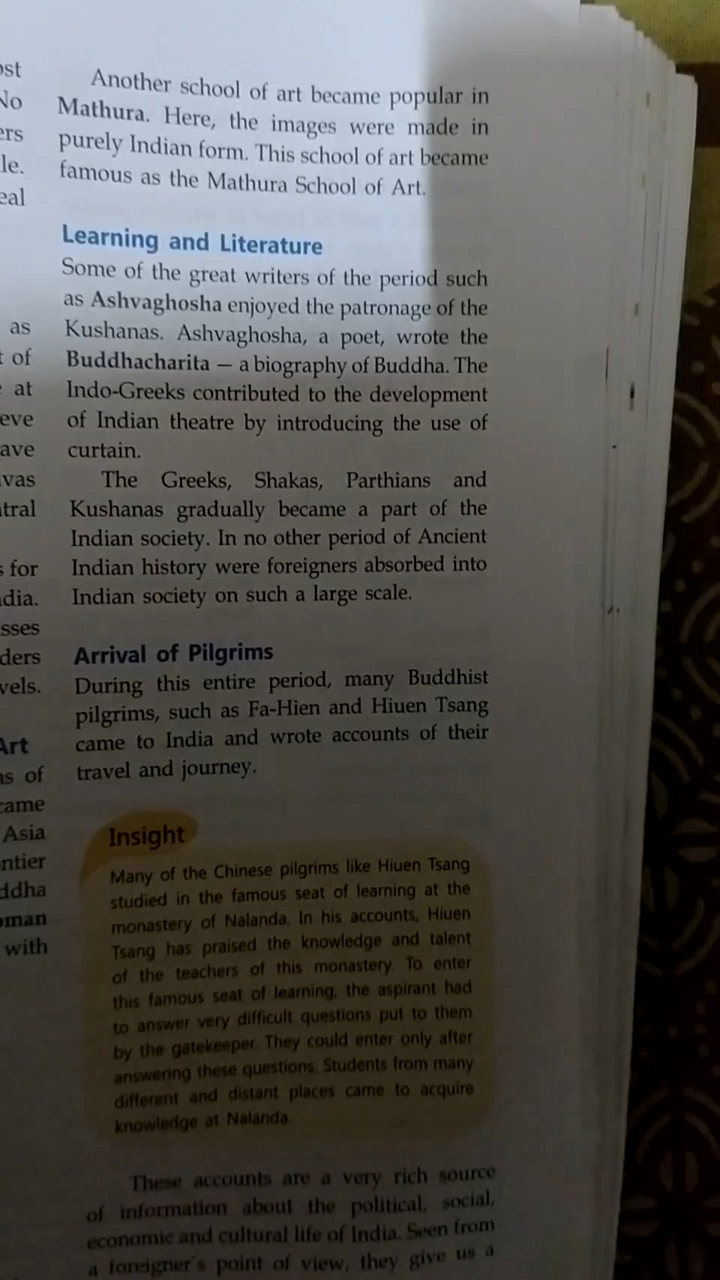 ost
No
ers
le.
eal
as
t of
at
eve
ave
vas
tral
s for
dia.
sses
ders
vels.
Art
ns of
came
Asia
ntier
ddha
oman
with
Another school of art became popular in
Mathura. Here, the images were made in
purely Indian form. This school of art became
famous as the Mathura School of Art.
Learning and Literature
Some of the great writers of the period such
as Ashvaghosha enjoyed the patronage of the
Kushanas. Ashvaghosha, a poet, wrote the
Buddhacharita – a biography of Buddha. The
Indo-Greeks contributed to the development
of Indian theatre by introducing the use of
curtain.
The Greeks, Shakas, Parthians and
Kushanas gradually became a part of the
Indian society. In no other period of Ancient
Indian history were foreigners absorbed into
Indian society on such a large scale.
Arrival of Pilgrims
During this entire period, many Buddhist
pilgrims, such as Fa-Hien and Hiuen Tsang
came to India and wrote accounts of their
travel and journey.
Insight
Many of the Chinese pilgrims like Hiuen Tsang
studied in the famous seat of learning at the
monastery of Nalanda. In his accounts, Hiuen
Tsang has praised the knowledge and talent
of the teachers of this monastery. To enter
this famous seat of learning, the aspirant had
to answer very difficult questions put to them
by the gatekeeper. They could enter only after
answering these questions. Students from many
different and distant places came to acquire
knowledge at Nalanda.
These accounts are a very rich source
of information about the political, social,
economic and cultural life of India. Seen from
a foreigner's point of view, they give us a